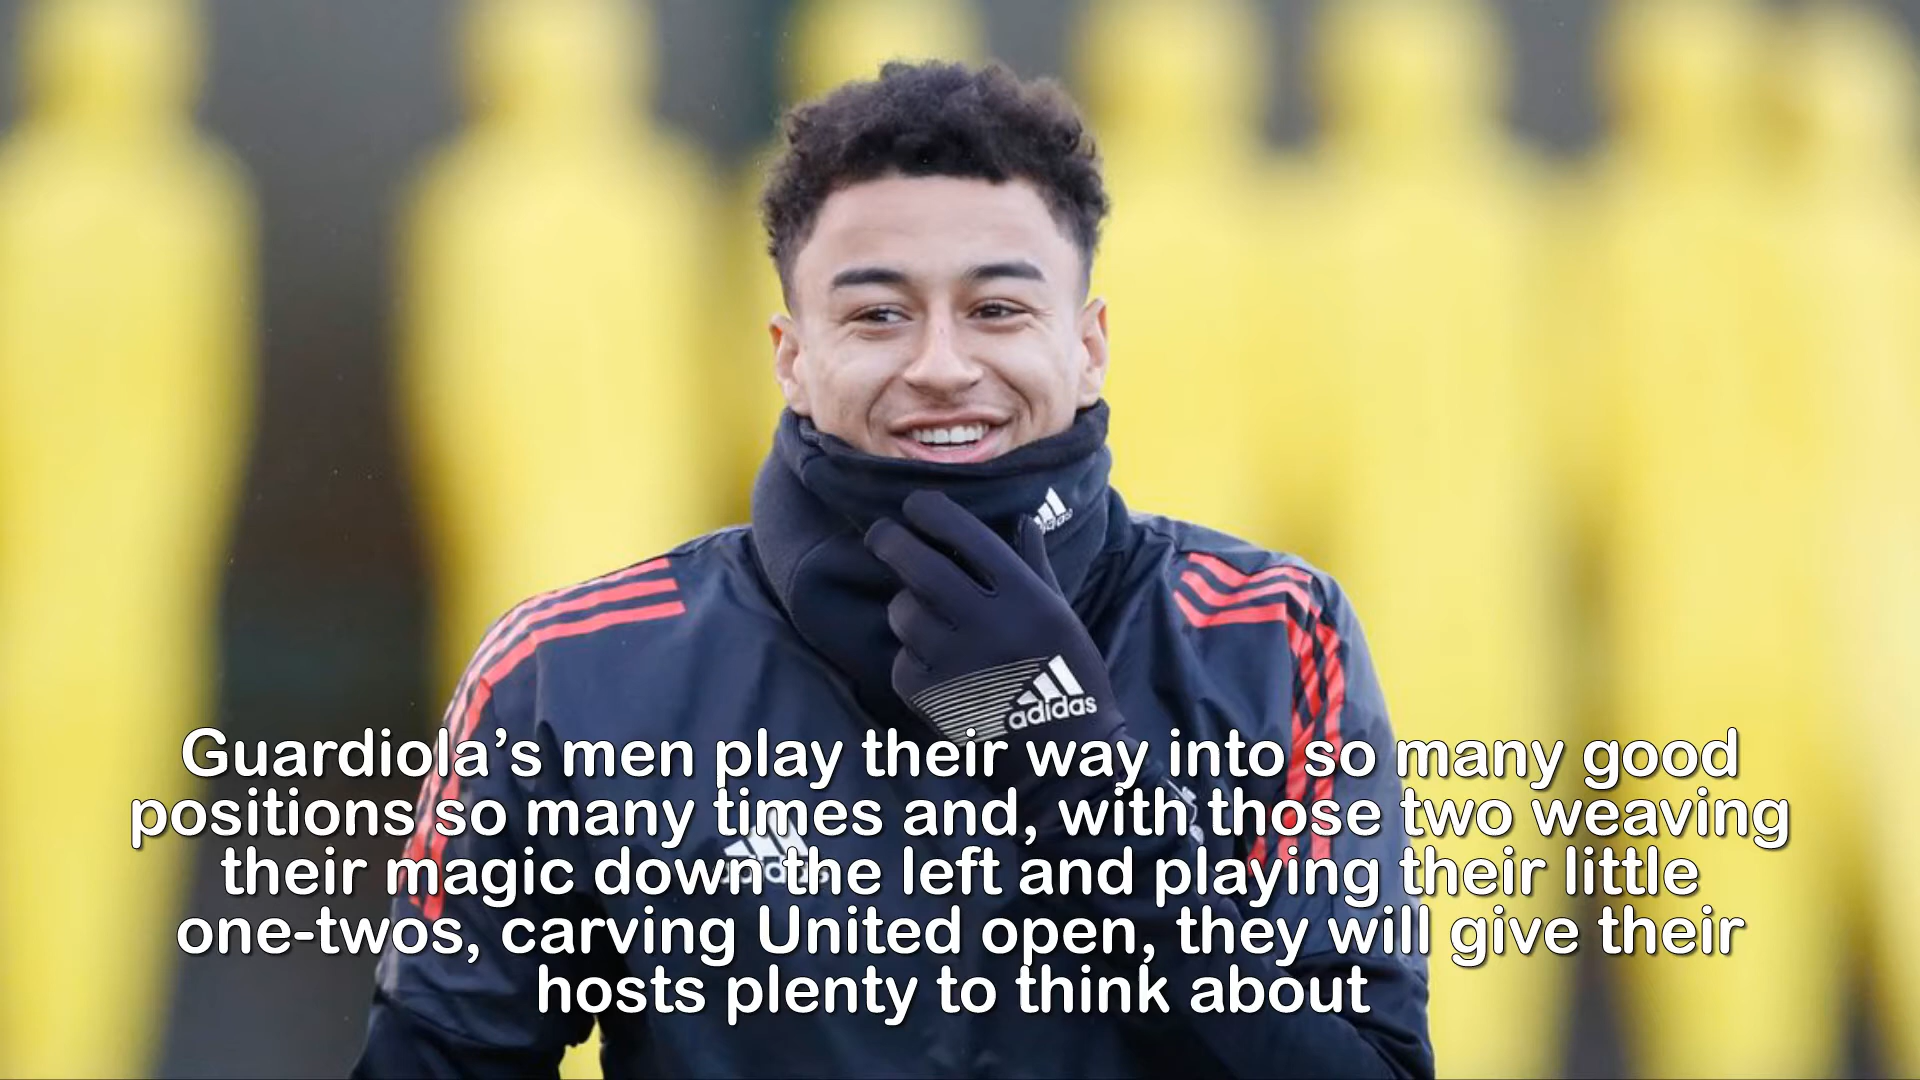 adidas
Guardiola’s men play their way into so many good
positions so many times and, with those two weaving
their magic down the left and playing their little
one-twos, carving United open, they will give their
hosts plenty to think about